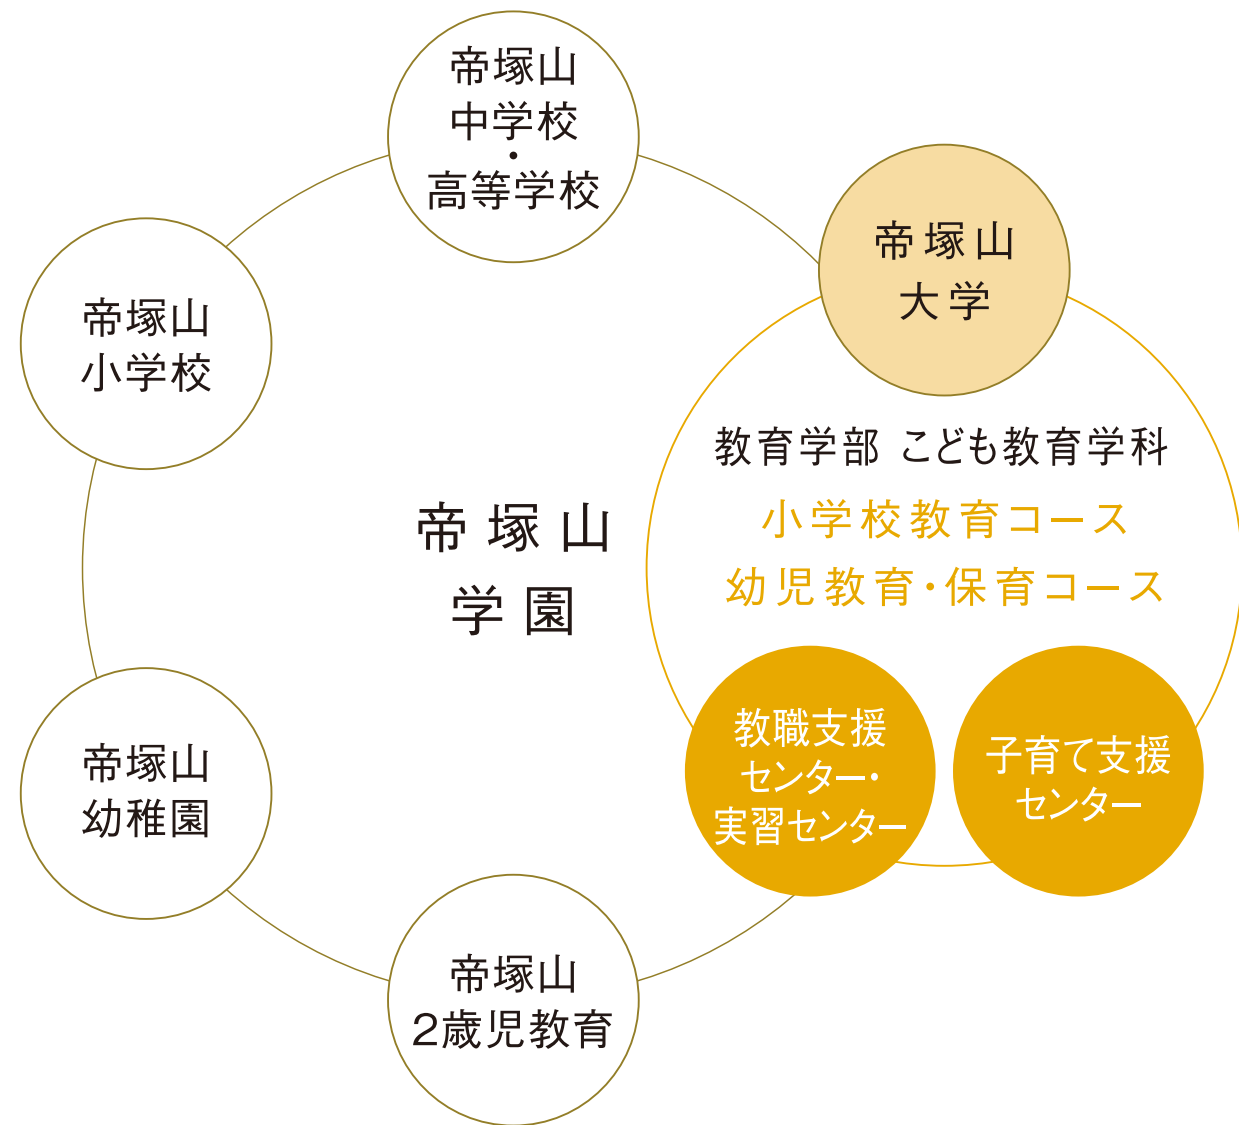 帝塚山
中学校
・
高等学校
帝塚山
大学
帝塚山
小学校
教育学部 こども教育学科
小学校教育コース
幼児教育・保育コース
帝塚山
学園
教職支援
センター・
実習センター
子育て支援
センター
帝塚山
幼稚園
帝塚山
2歳児教育